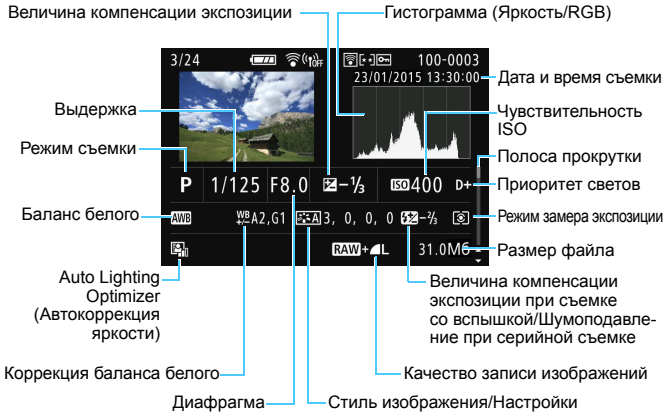 Величина компенсации экспозиции
Гистограмма (Яркость/RGB)
3/24
OFF
100-0003
23/01/2015 13:30:00
Дата и время съемки
Выдержка
Чувствительность
ISO
Режим съемки
Полоса прокрутки
P 1/125 F8.0 -⅓ ISO 400 D+
Приоритет светов
Баланс белого
AWB WB +/- A2,G1 A 3, 0, 0, 0 -⅔
Режим замера экспозиции
RAW+L 31.0Мб
Размер файла
Auto Lighting
Optimizer
(Автокоррекция
яркости)
Величина компенсации
экспозиции при съемке
со вспышкой/Шумоподавле-
ние при серийной съемке
Коррекция баланса белого
Качество записи изображений
Диафрагма
Стиль изображения/Настройки